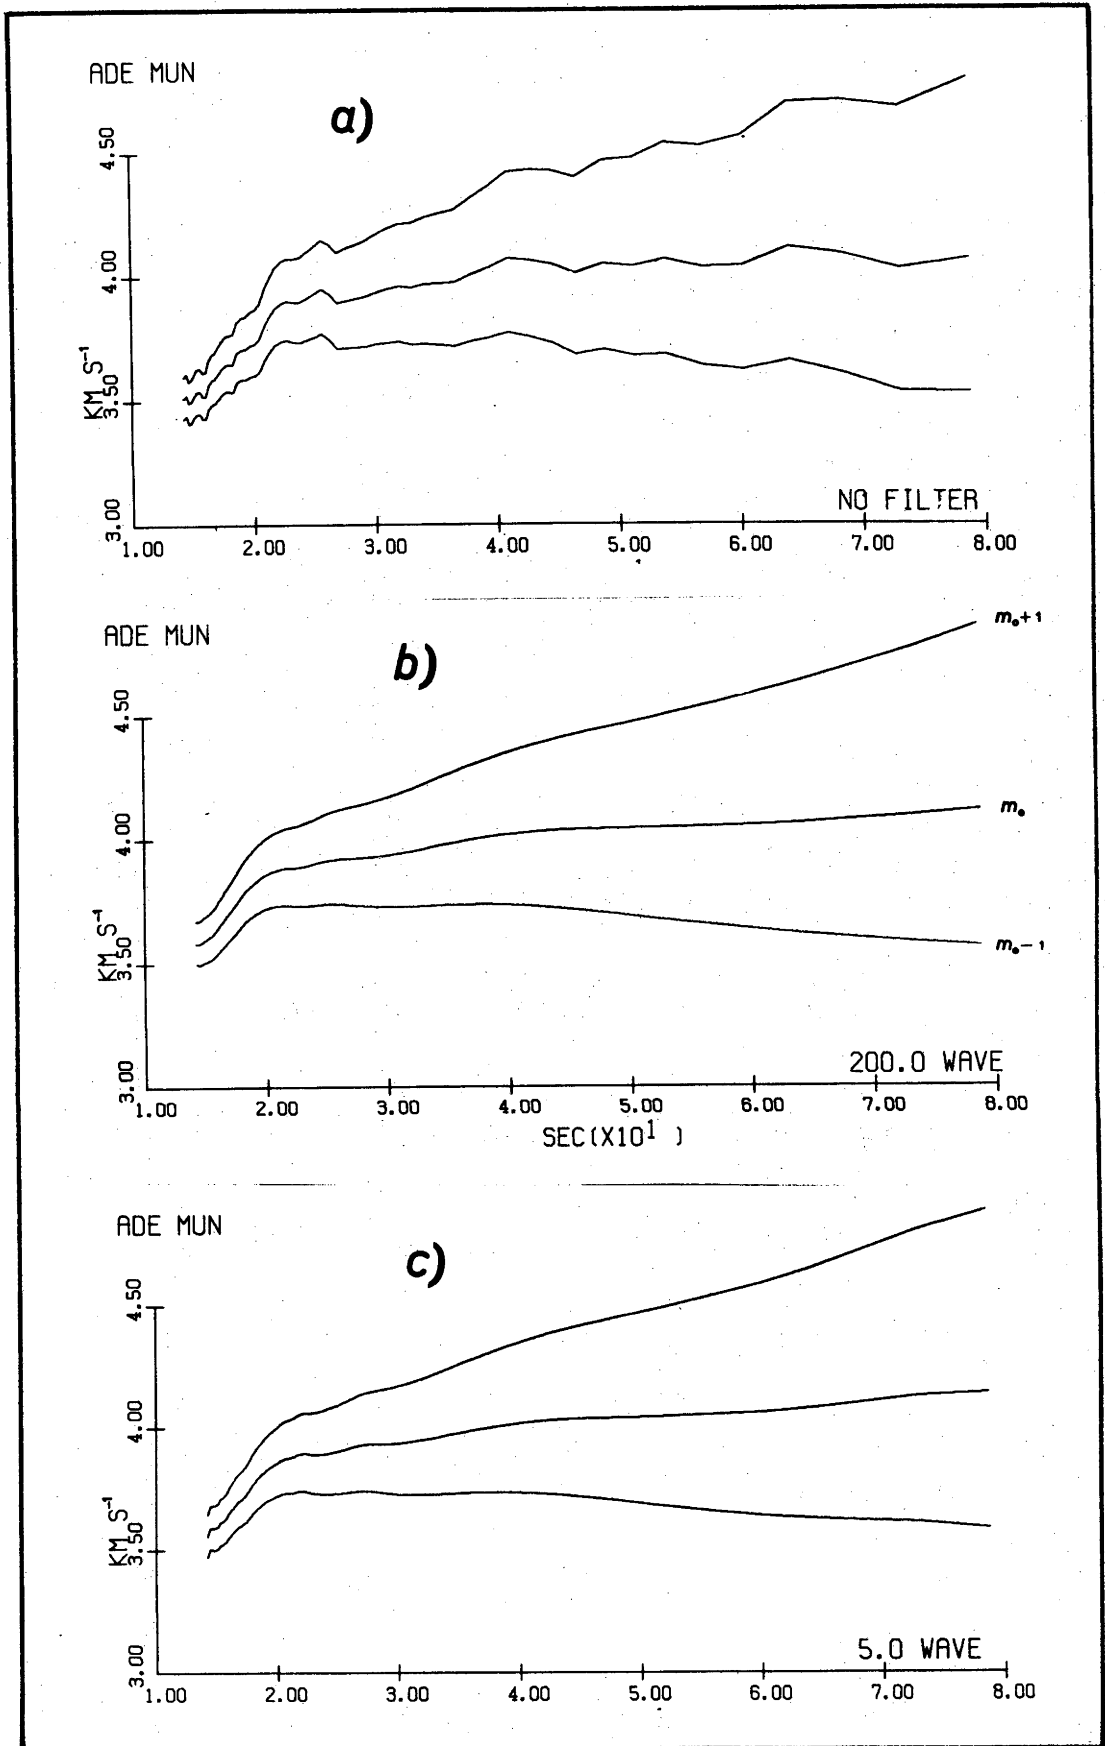 ADE MUN
a)
4.50
4.00
3.50
3.00
KM S⁻¹
NO FILTER
1.00 2.00 3.00 4.00 5.00 6.00 7.00 8.00
ADE MUN
b)
m₀+1
m₀
m₀-1
4.50
4.00
3.50
3.00
KM S⁻¹
200.0 WAVE
1.00 2.00 3.00 4.00 5.00 6.00 7.00 8.00
SEC(X10¹ )
ADE MUN
c)
4.50
4.00
3.50
3.00
KM S⁻¹
5.0 WAVE
1.00 2.00 3.00 4.00 5.00 6.00 7.00 8.00